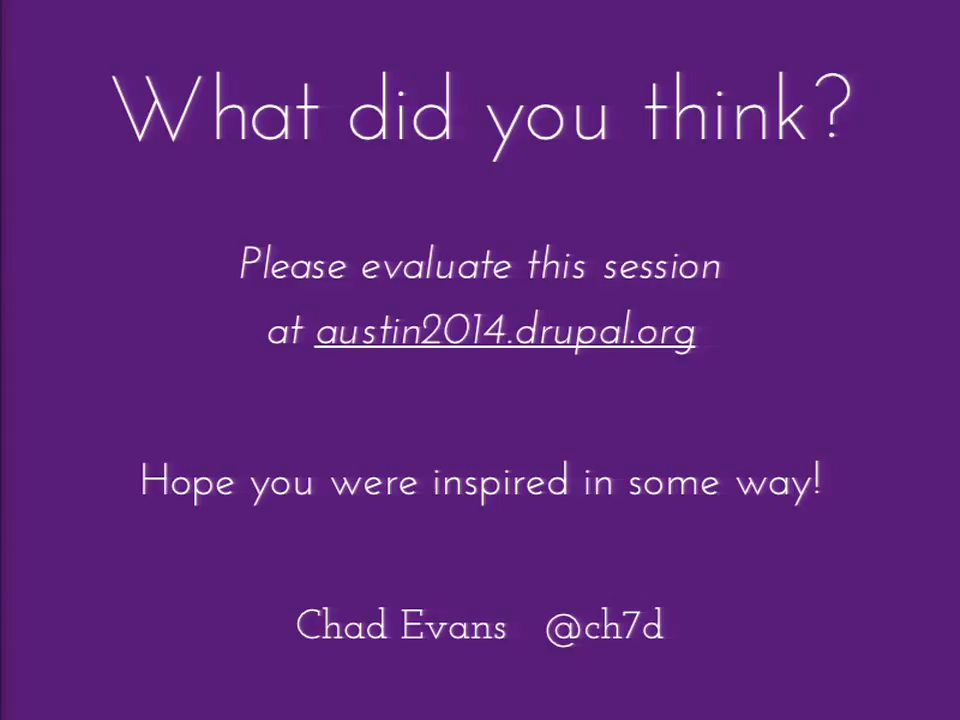 What did you think?
Please evaluate this session
at austin2014.drupal.org
Hope you were inspired in some way!
Chad Evans @ch7d